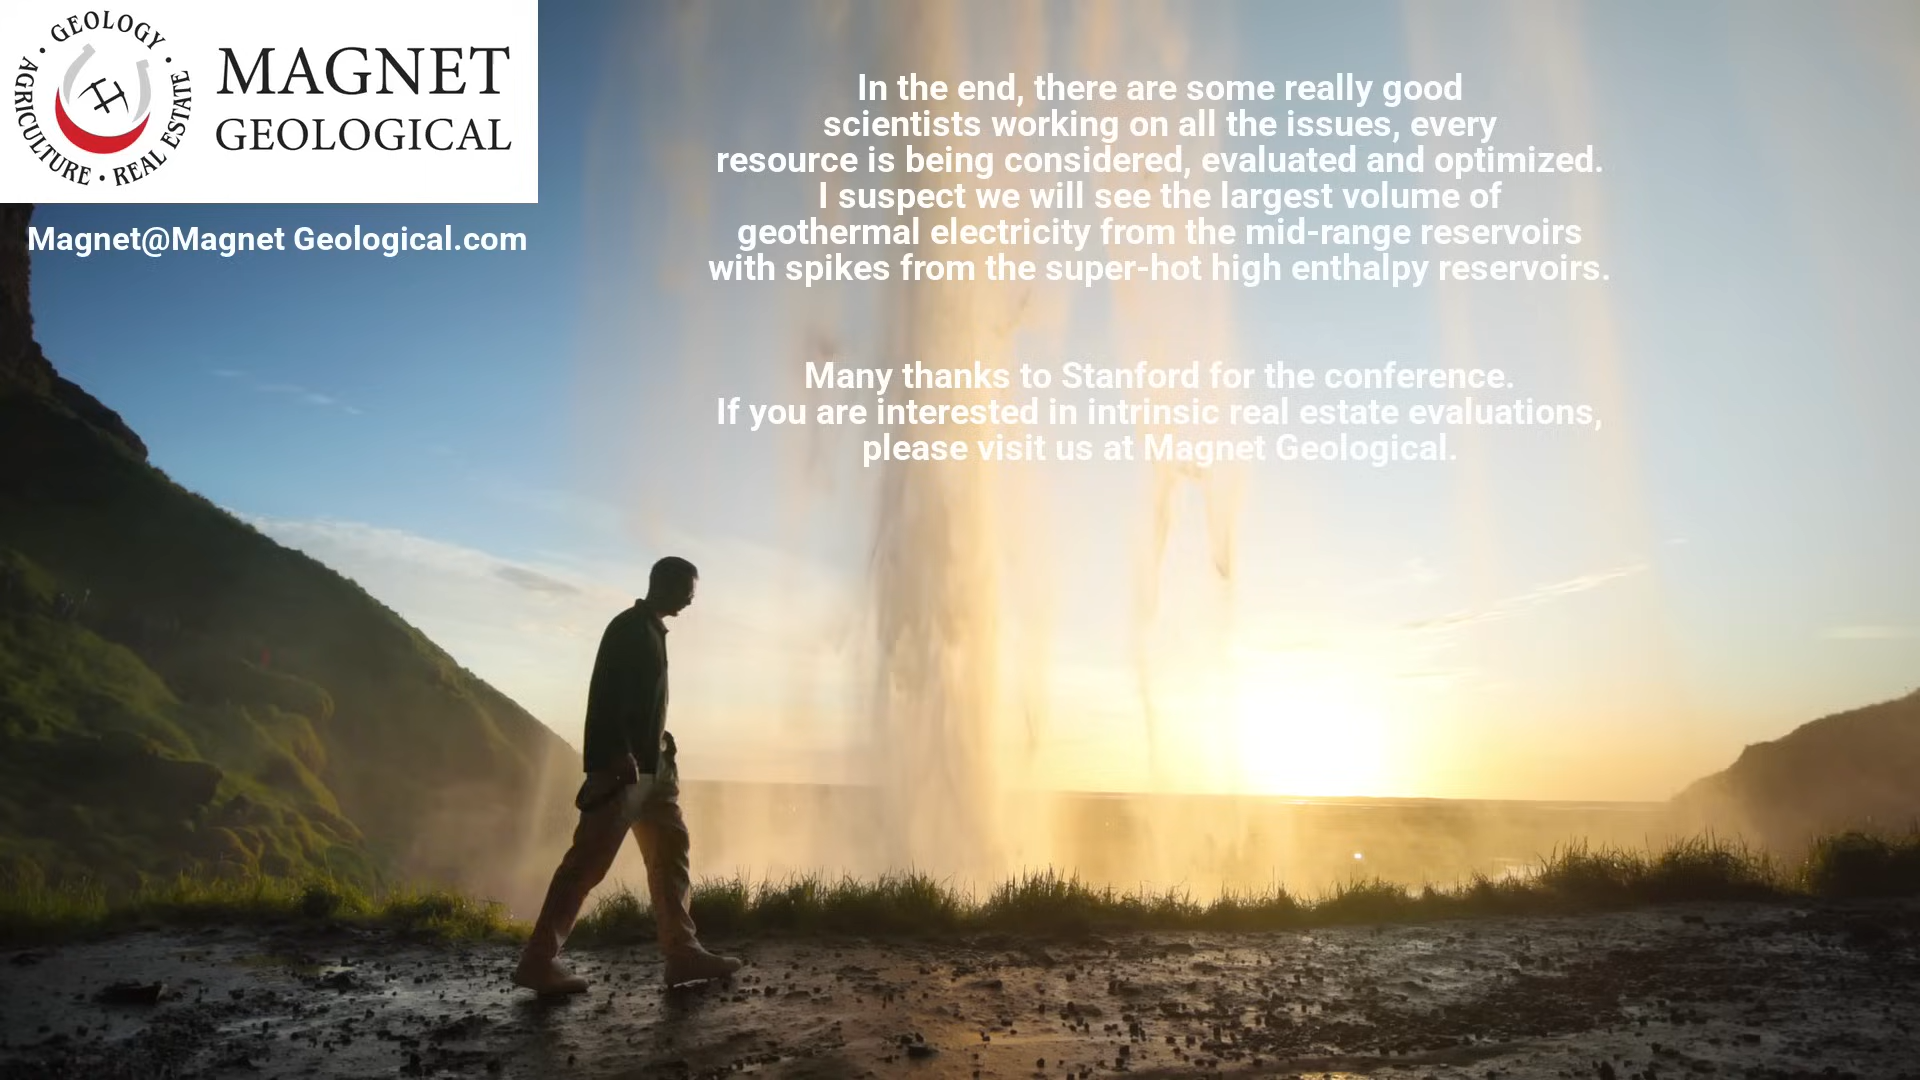 GEOLOGY
AGRICULTURE • REAL ESTATE
MAGNET
GEOLOGICAL
Magnet@Magnet Geological.com
In the end, there are some really good
scientists working on all the issues, every
resource is being considered, evaluated and optimized.
I suspect we will see the largest volume of
geothermal electricity from the mid-range reservoirs
with spikes from the super-hot high enthalpy reservoirs.
Many thanks to Stanford for the conference.
If you are interested in intrinsic real estate evaluations,
please visit us at Magnet Geological.